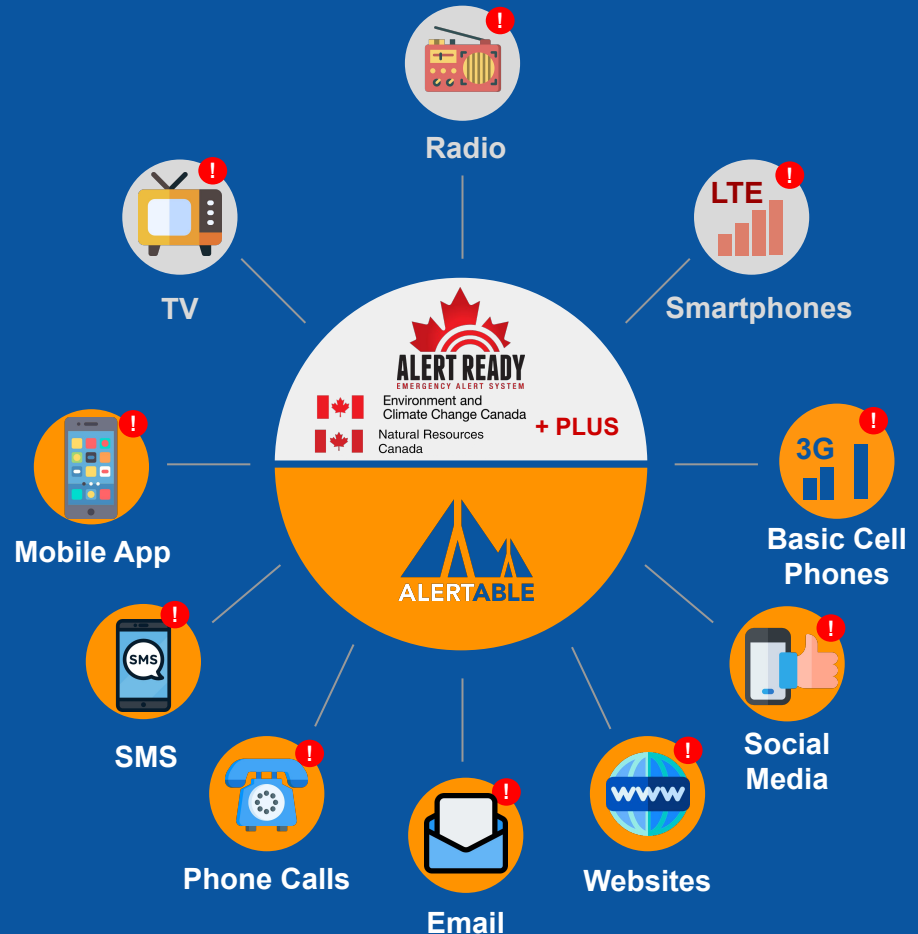 !
Radio
!
TV
LTE
!
Smartphones
ALERT READY
EMERGENCY ALERT SYSTEM
Environment and
Climate Change Canada
Natural Resources
Canada
+ PLUS
ALERTABLE
!
Mobile App
3G
!
Basic Cell
Phones
!
SMS
SMS
!
Social
Media
!
Phone Calls
!
Email
www
!
Websites